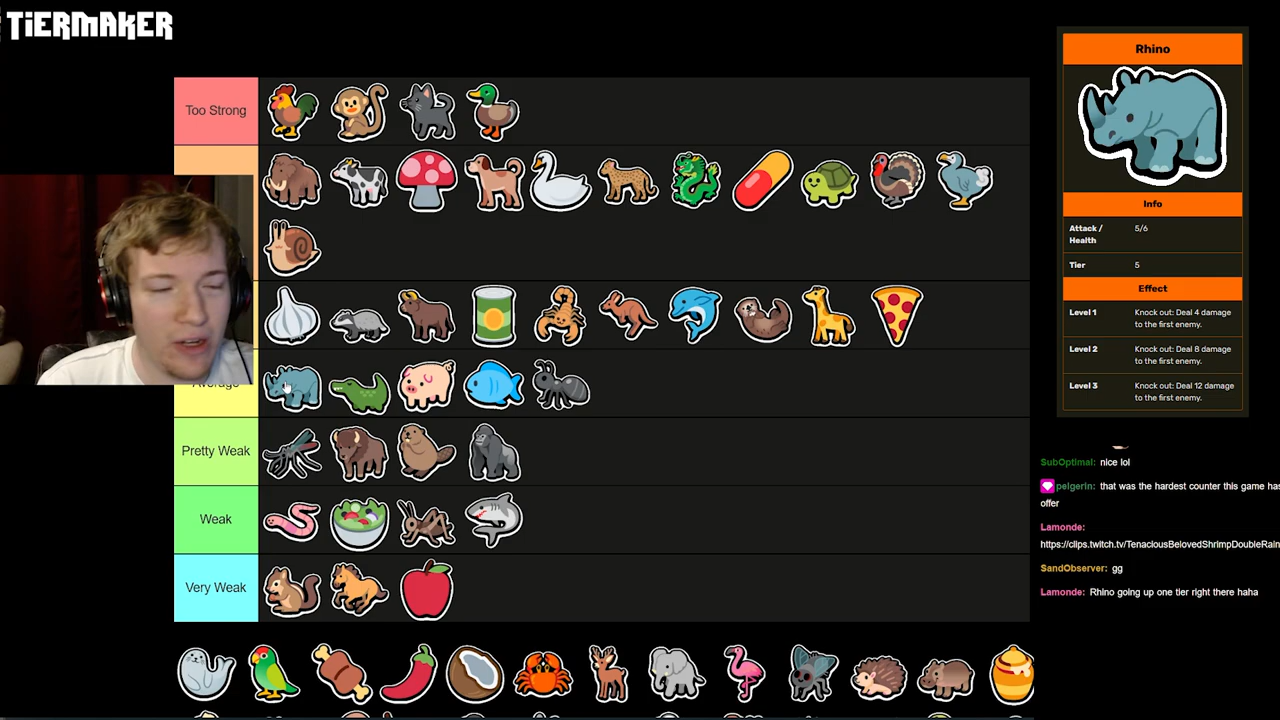 TiERMAKER
Too Strong
Average
Pretty Weak
Weak
Very Weak
Rhino
Info
Attack / Health
5/6
Tier
5
Effect
Level 1
Knock out: Deal 4 damage
to the first enemy.
Level 2
Knock out: Deal 8 damage
to the first enemy.
Level 3
Knock out: Deal 12 damage
to the first enemy.
SubOptimal: nice lol
pelgerin: that was the hardest counter this game has
offer
Lamonde:
https://clips.twitch.tv/TenaciousBelovedShrimpDoubleRain
SandObserver: gg
Lamonde: Rhino going up one tier right there haha